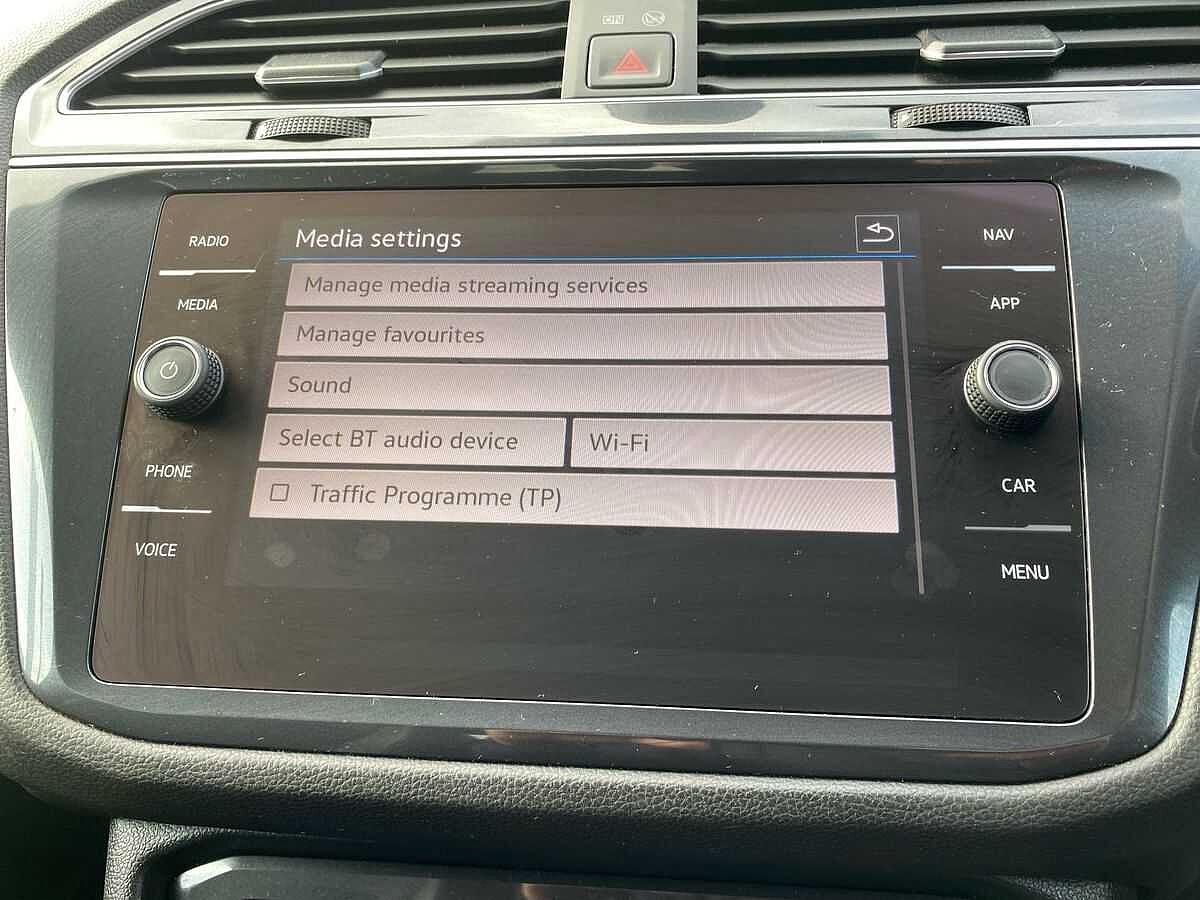 RADIO
MEDIA
PHONE
VOICE
Media settings
Manage media streaming services
Manage favourites
Sound
Select BT audio device
Wi-Fi
Traffic Programme (TP)
NAV
APP
CAR
MENU